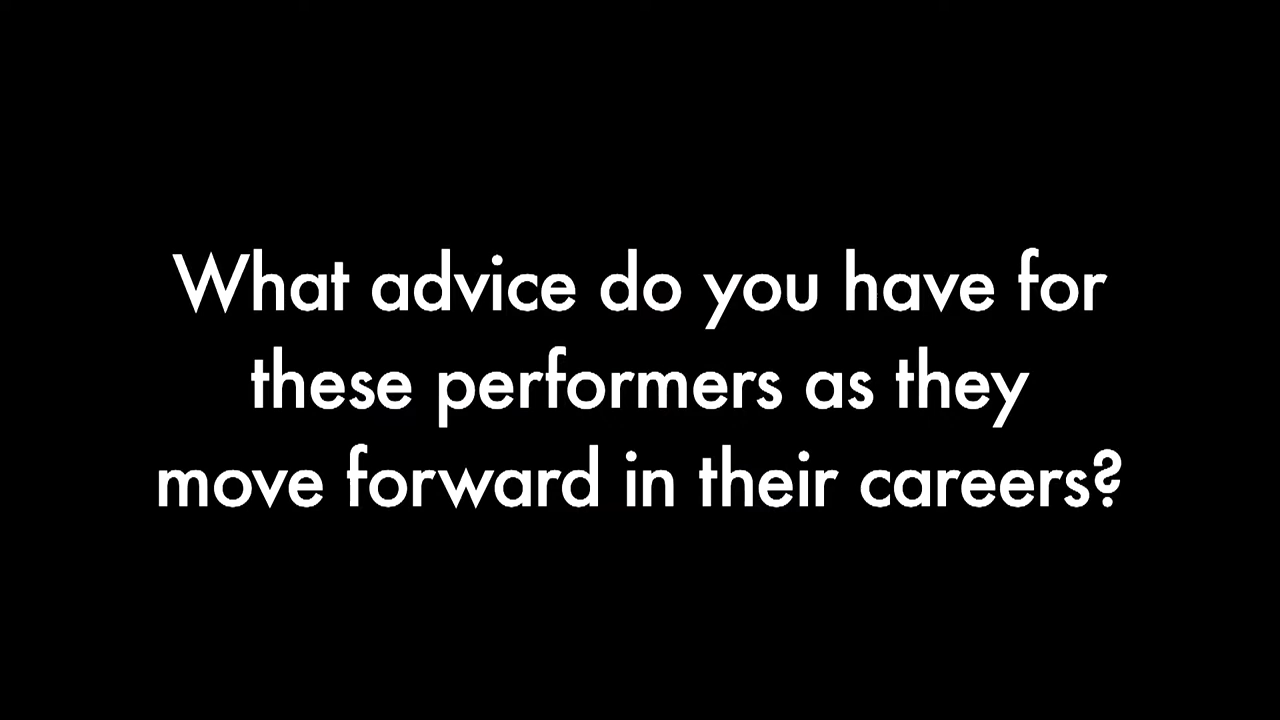 What advice do you have for
these performers as they
move forward in their careers?